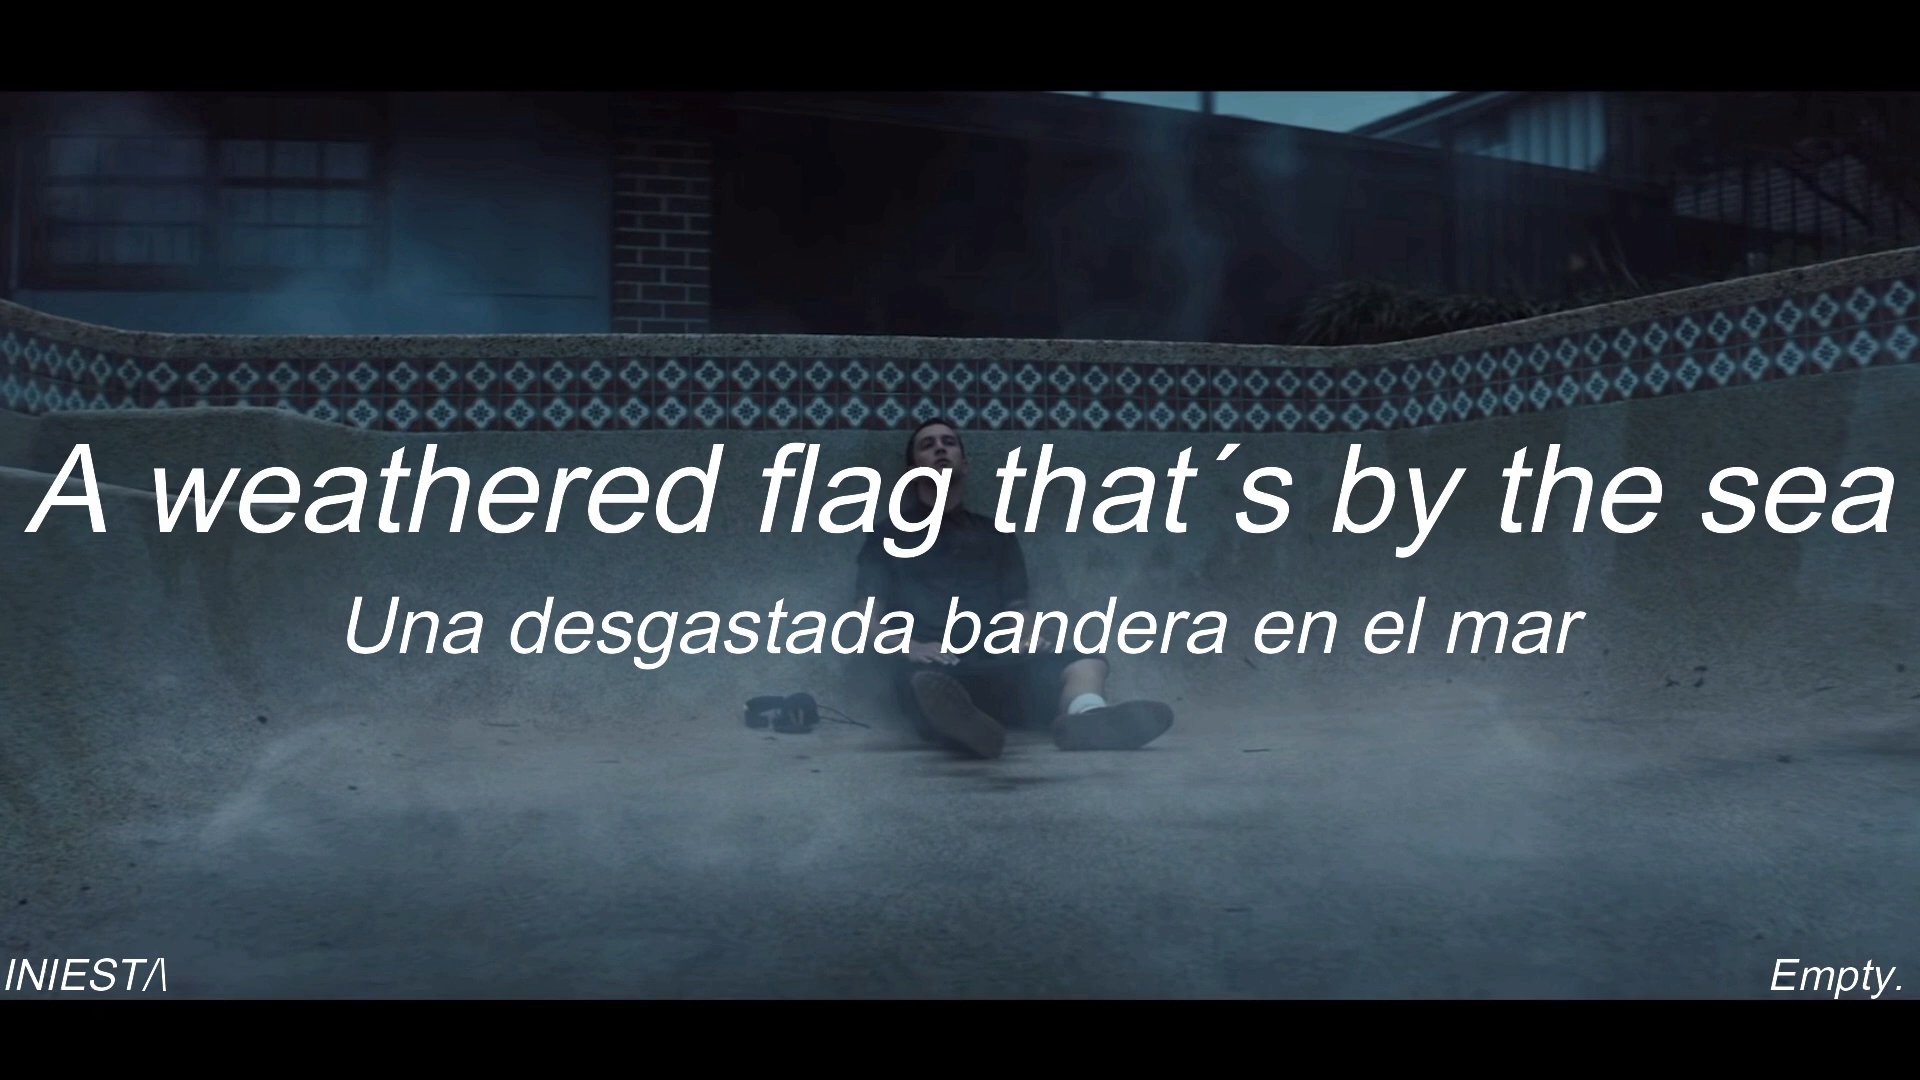 A weathered flag that´s by the sea
Una desgastada bandera en el mar
INIEST/\
Empty.